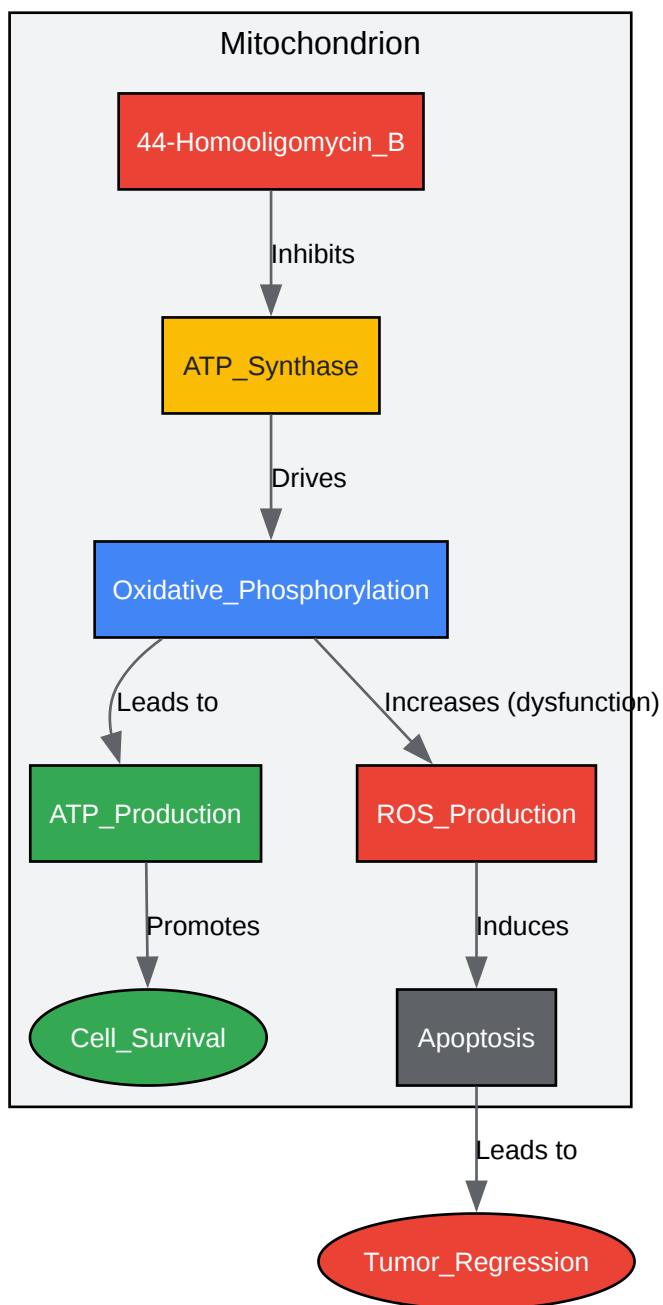 Mitochondrion
44-Homooligomycin_B
Inhibits
ATP_Synthase
Drives
Oxidative_Phosphorylation
Leads to
Increases (dysfunction)
ATP_Production
ROS_Production
Promotes
Induces
Cell_Survival
Apoptosis
Leads to
Tumor_Regression